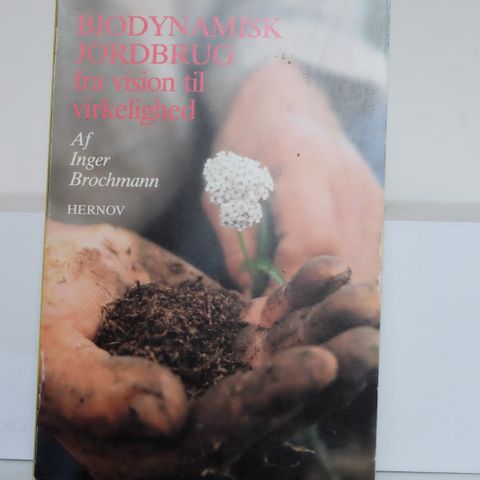 BIODYNAMISK
JORDBRUG
fra vision til
virkelighed
Af
Inger
Brochmann
HERNOV